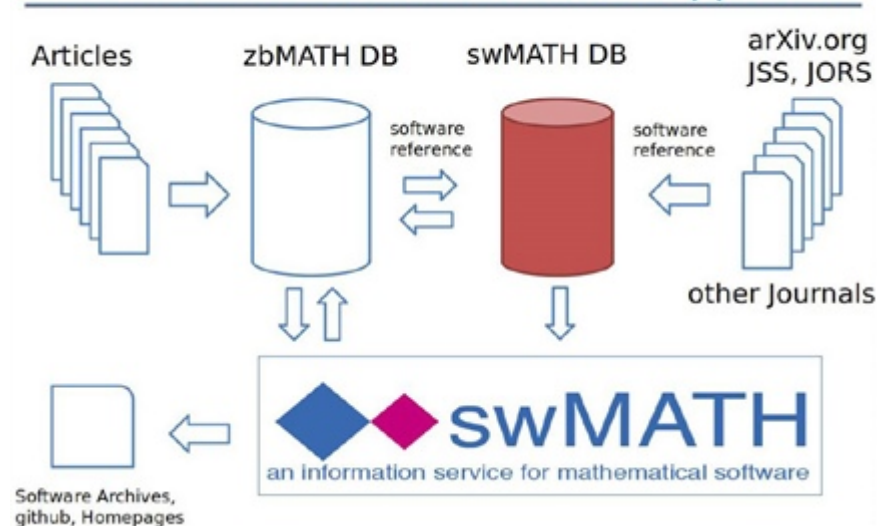 Articles
zbMATH DB
swMATH DB
arXiv.org
JSS, JORS
software
reference
software
reference
other Journals
swMATH
an information service for mathematical software
Software Archives,
github, Homepages